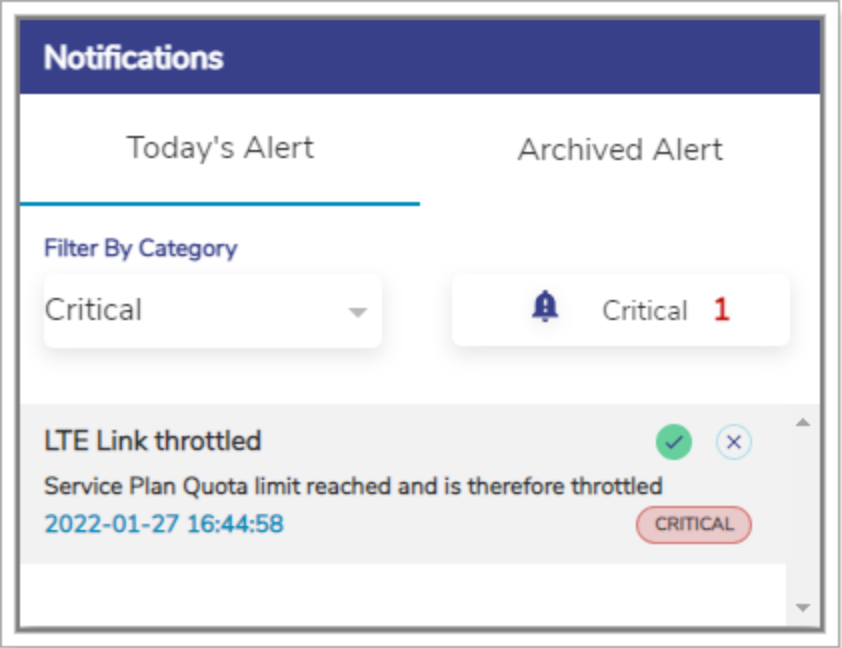 Notifications
Today's Alert Archived Alert
Filter By Category
Critical Critical 1
LTE Link throttled
Service Plan Quota limit reached and is therefore throttled
2022-01-27 16:44:58 CRITICAL